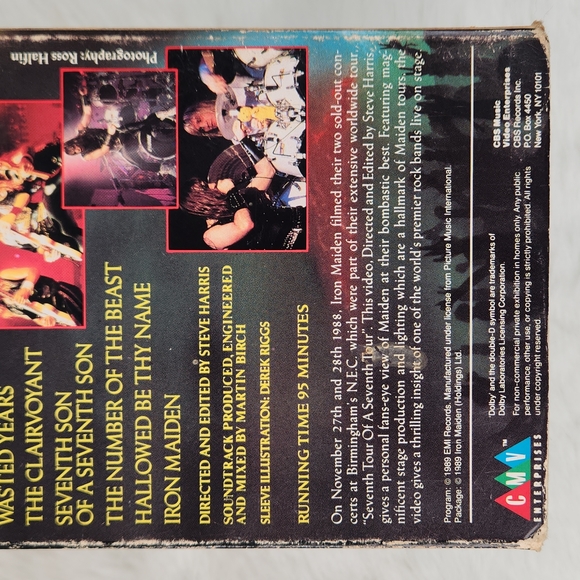 Photography: Ross Halfin
WASTED YEARS
THE CLAIRVOYANT
SEVENTH SON
OF A SEVENTH SON
THE NUMBER OF THE BEAST
HALLOWED BE THY NAME
IRON MAIDEN
DIRECTED AND EDITED BY STEVE HARRIS
SOUNDTRACK PRODUCED, ENGINEERED
AND MIXED BY MARTIN BIRCH
SLEEVE ILLUSTRATION: DEREK RIGGS
RUNNING TIME 95 MINUTES
On November 27th and 28th 1988, Iron Maiden filmed their two sold-out con-
certs at Birmingham's N.E.C., which were part of their extensive worldwide tour,
"Seventh Tour Of A Seventh Tour". This video, Directed and Edited by Steve Harris,
gives a personal fans-eye view of Maiden at their bombastic best. Featuring mag-
nificent stage production and lighting which are a hallmark of Maiden tours, the
video gives a thrilling insight of one of the world's premier rock bands live on stage.
Program: © 1989 EMI Records. Manufactured under license from Picture Music International.
Package: © 1989 Iron Maiden (Holdings) Ltd.
CMV™
ENTERPRISES
"Dolby and the double-D symbol are trademarks of
Dolby Laboratories Licensing Corporation.
For non-commercial private exhibition in homes only. Any public
performance, other use, or copying is strictly prohibited. All rights
under copyright reserved.
CBS Music
Video Enterprises
CBS Records Inc.
P.O. Box 4450
New York, NY 10101